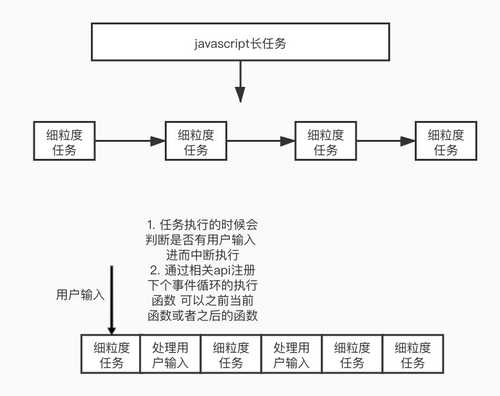 javascript长任务
细粒度
任务
细粒度
任务
细粒度
任务
细粒度
任务
1. 任务执行的时候会
判断是否有用户输入
进而中断执行
2. 通过相关api注册
下个事件循环的执行
函数 可以之前当前
函数或者之后的函数
用户输入
细粒度
任务
处理用
户输入
细粒度
任务
处理用
户输入
细粒度
任务
细粒度
任务